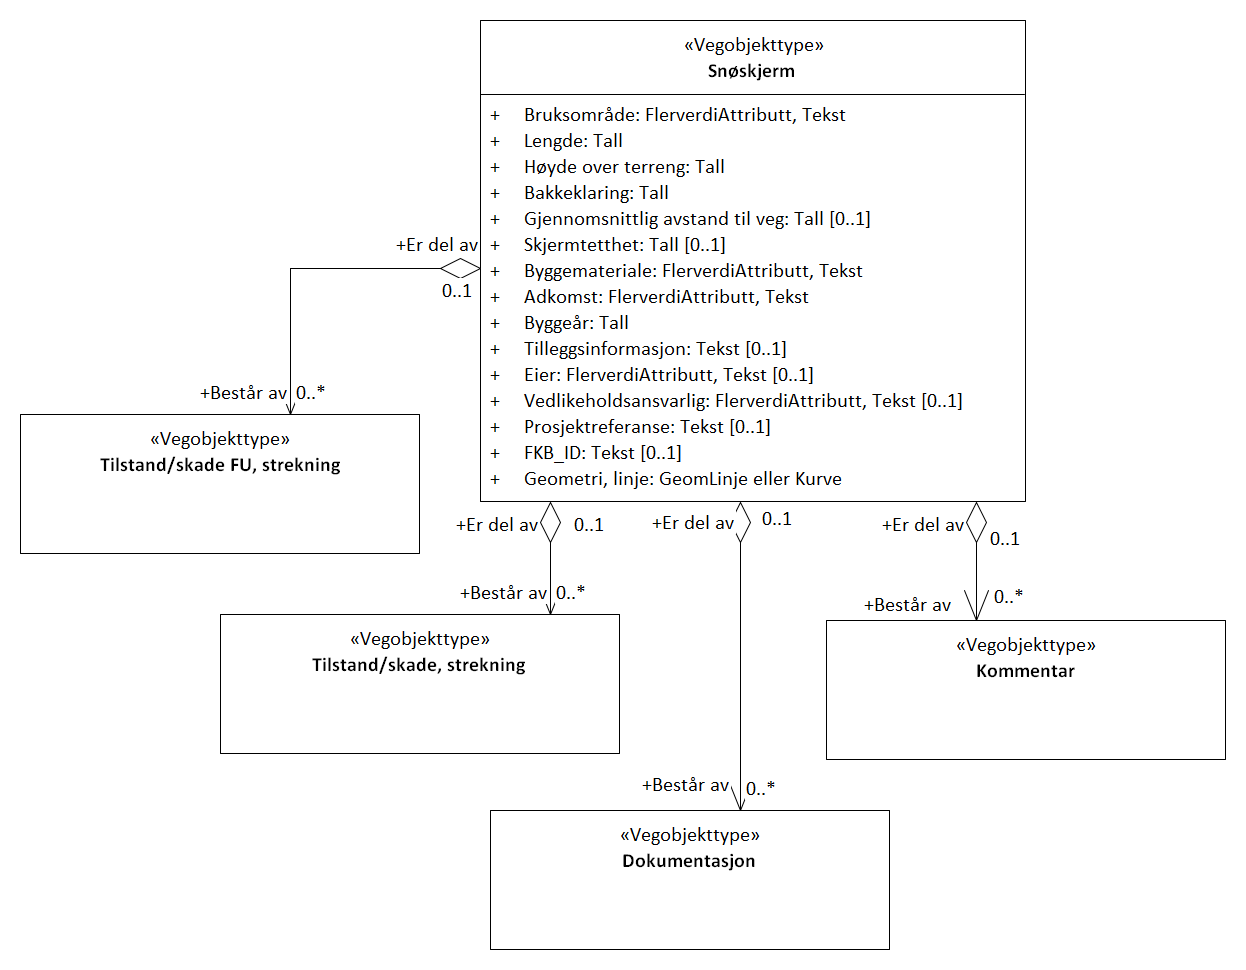 «Vegobjekttype»
Snøskjerm
+ Bruksområde: FlerverdiAttributt, Tekst
+ Lengde: Tall
+ Høyde over terreng: Tall
+ Bakkeklaring: Tall
+ Gjennomsnittlig avstand til veg: Tall [0..1]
+ Skjermtetthet: Tall [0..1]
+ Byggemateriale: FlerverdiAttributt, Tekst
+ Adkomst: FlerverdiAttributt, Tekst
+ Byggeår: Tall
+ Tilleggsinformasjon: Tekst [0..1]
+ Eier: FlerverdiAttributt, Tekst [0..1]
+ Vedlikeholdsansvarlig: FlerverdiAttributt, Tekst [0..1]
+ Prosjektreferanse: Tekst [0..1]
+ FKB_ID: Tekst [0..1]
+ Geometri, linje: GeomLinje eller Kurve
+Er del av
0..1
+Består av 0..*
«Vegobjekttype»
Tilstand/skade FU, strekning
+Er del av 0..1
+Består av 0..*
«Vegobjekttype»
Tilstand/skade, strekning
+Er del av 0..1
+Består av 0..*
«Vegobjekttype»
Dokumentasjon
+Er del av 0..1
+Består av 0..*
«Vegobjekttype»
Kommentar